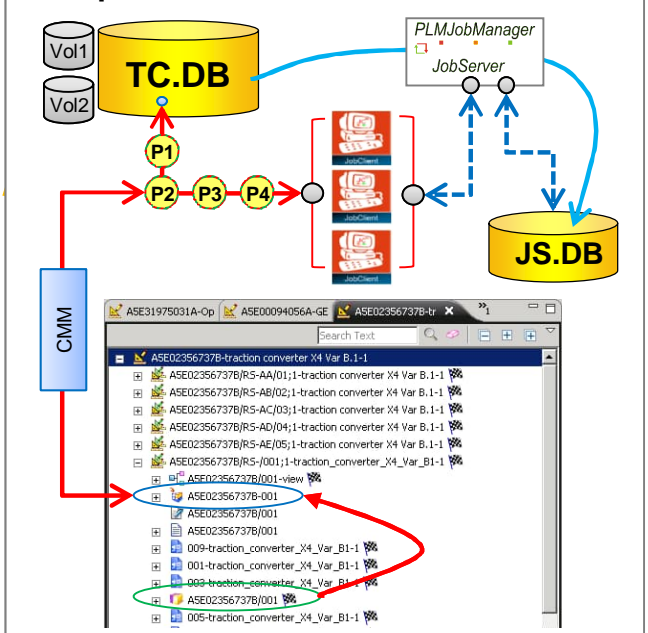 PLMJobManager
Vol1
TC.DB
JobServer
Vol2
JobClient
P1
P2
P3
P4
JobClient
JobClient
JS.DB
CMM
A5E31975031A-Op
A5E00094056A-GE
A5E02356737B-tr
»1
Search Text
A5E02356737B-traction converter X4 Var B.1-1
A5E02356737B/RS-AA/01;1-traction converter X4 Var B.1-1
A5E02356737B/RS-AB/02;1-traction converter X4 Var B.1-1
A5E02356737B/RS-AC/03;1-traction converter X4 Var B.1-1
A5E02356737B/RS-AD/04;1-traction converter X4 Var B.1-1
A5E02356737B/RS-AE/05;1-traction converter X4 Var B.1-1
A5E02356737B/RS-/001;1-traction_converter_X4_Var_B1-1
A5E02356737B/001-view
A5E02356737B-001
A5E02356737B/001
A5E02356737B/001
009-traction_converter_X4_Var_B1-1
001-traction_converter_X4_Var_B1-1
003-traction_converter_X4_Var_B1-1
A5E02356737B/001
005-traction_converter_X4_Var_B1-1